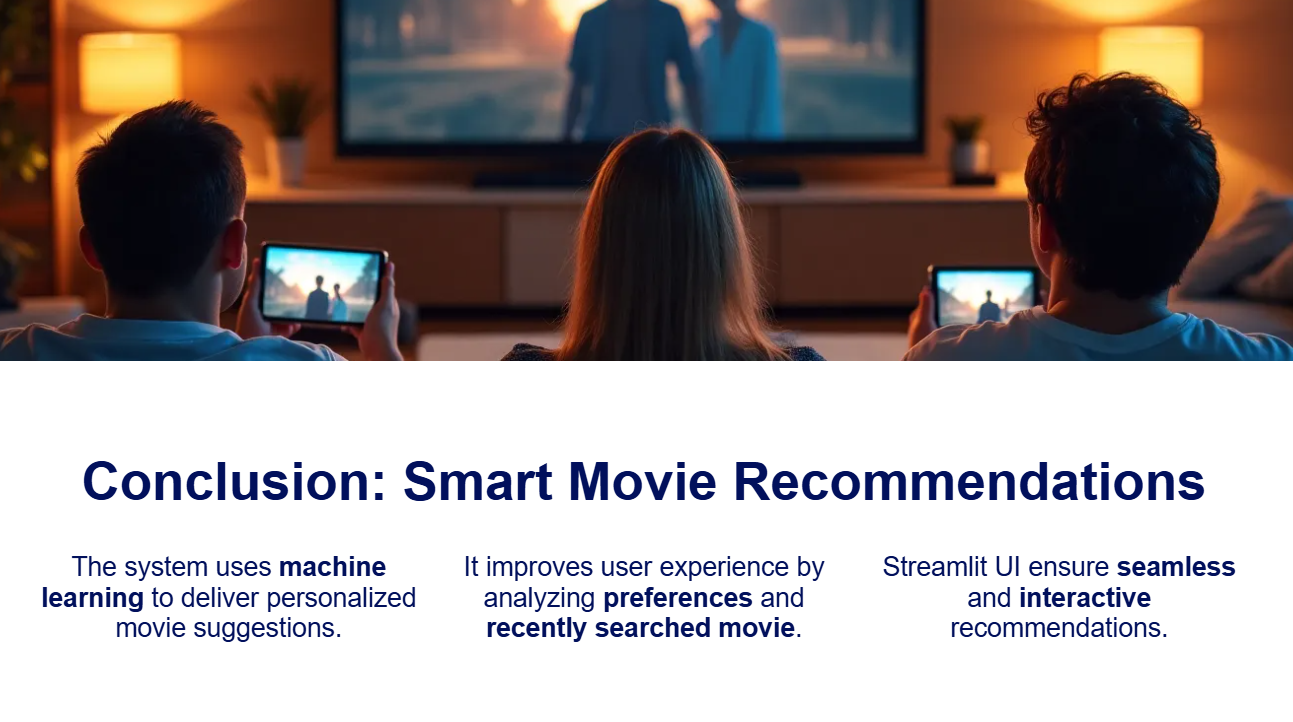 Conclusion: Smart Movie Recommendations
The system uses machine
learning to deliver personalized
movie suggestions.
It improves user experience by
analyzing preferences and
recently searched movie.
Streamlit UI ensure seamless
and interactive
recommendations.